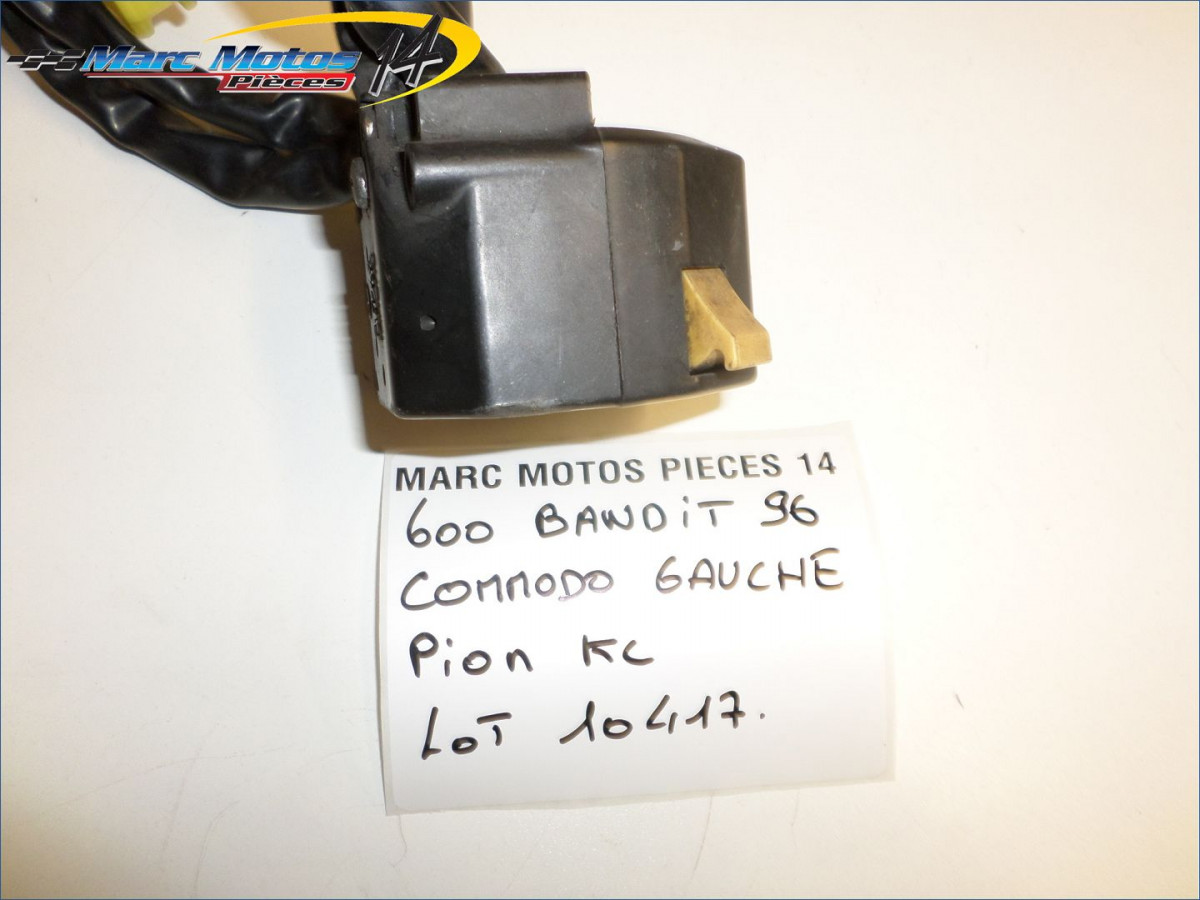 Marc Motos 14
Pièces
MARC MOTOS PIECES 14
600 BANDiT 96
COMMODO GAUCHE
Pion KC
LOT 10417.